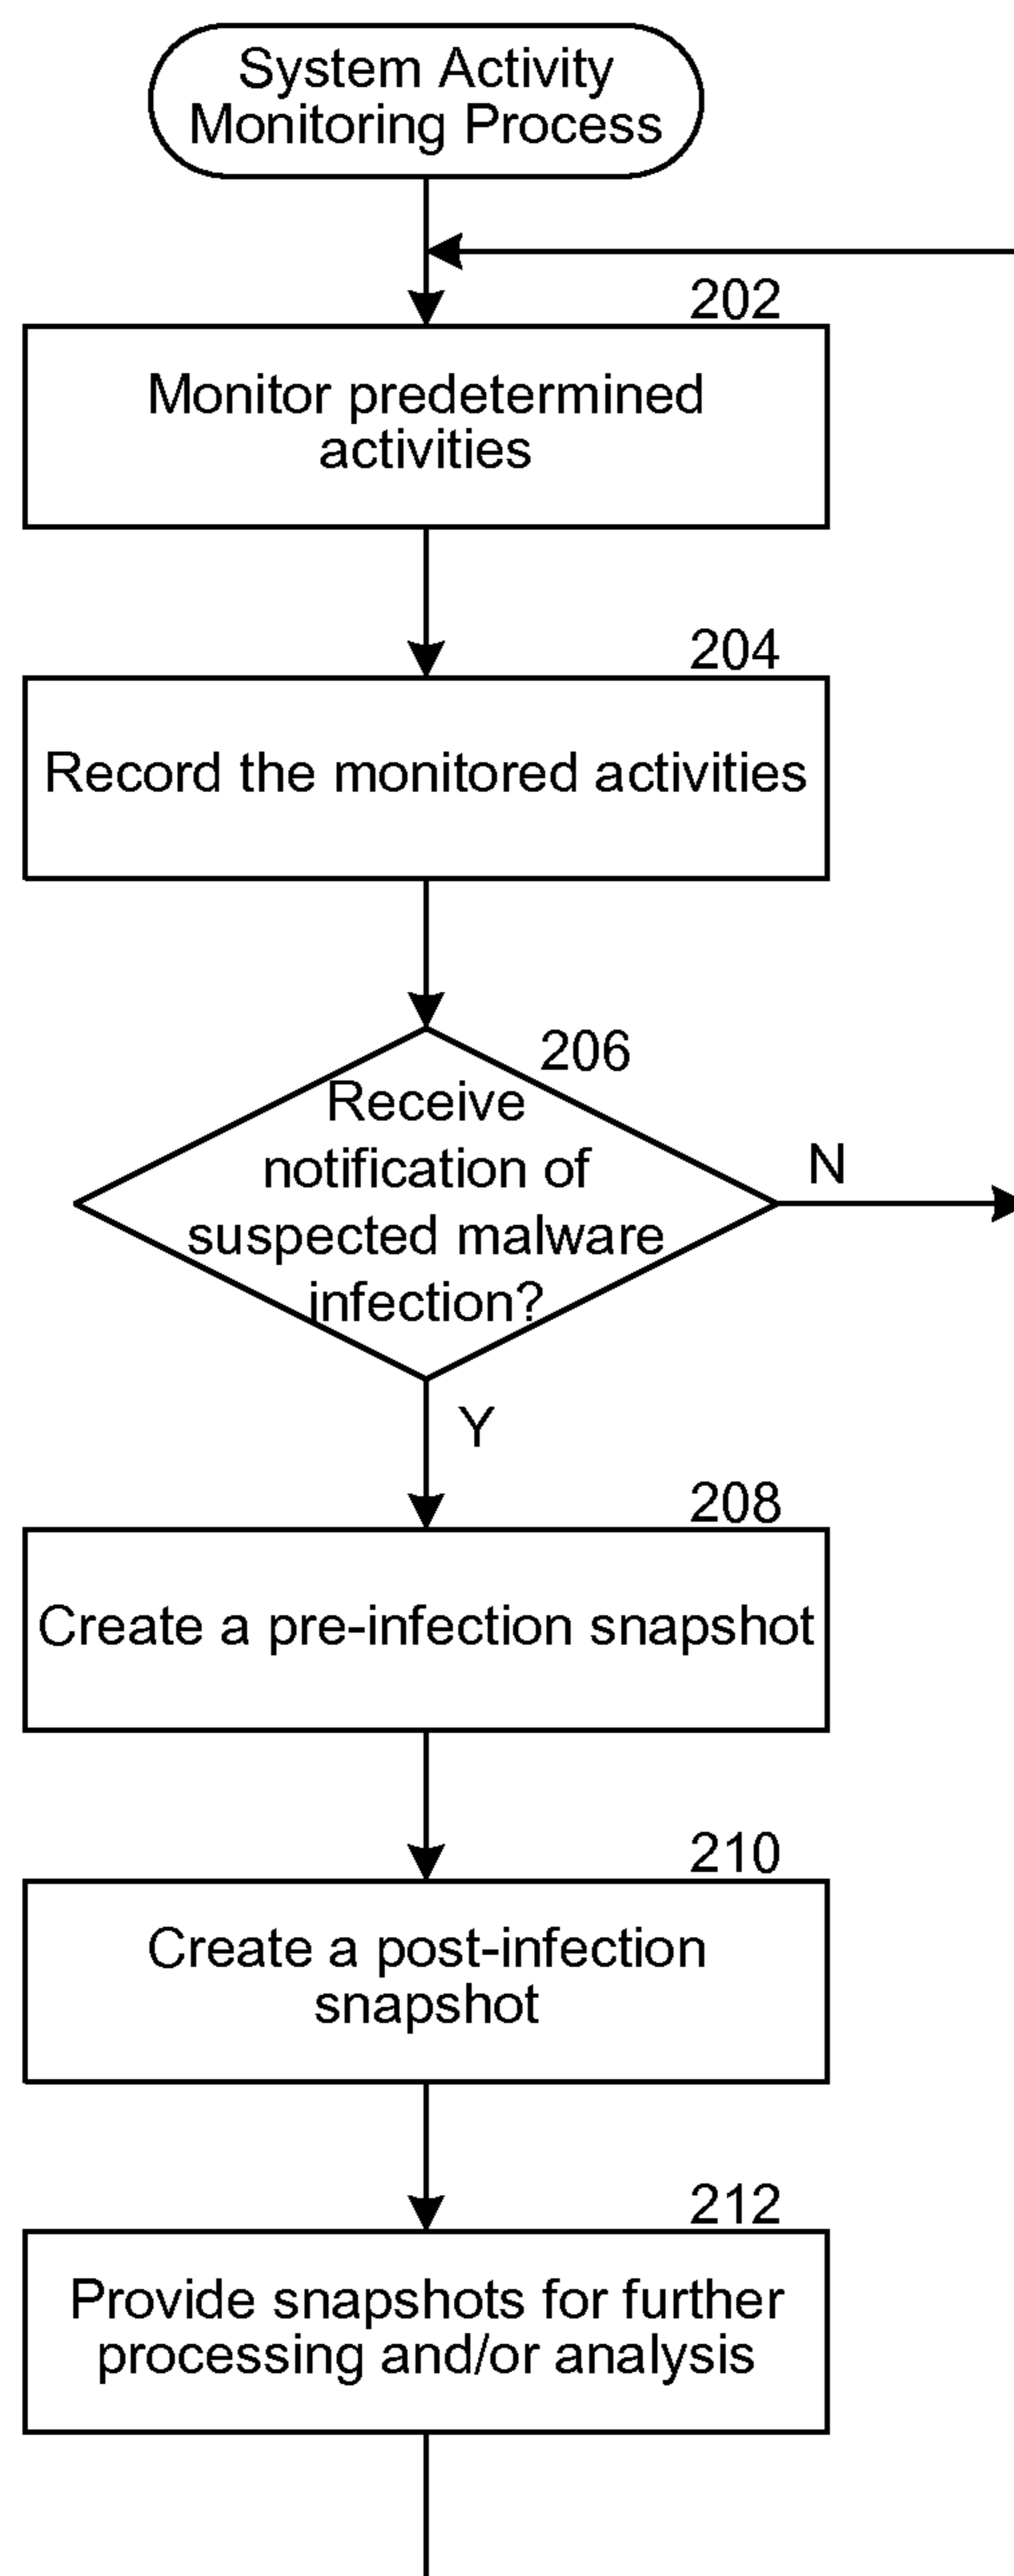 System Activity
Monitoring Process
202
Monitor predetermined
activities
204
Record the monitored activities
206
Receive
notification of
suspected malware
infection?
N
Y
208
Create a pre-infection snapshot
210
Create a post-infection
snapshot
212
Provide snapshots for further
processing and/or analysis